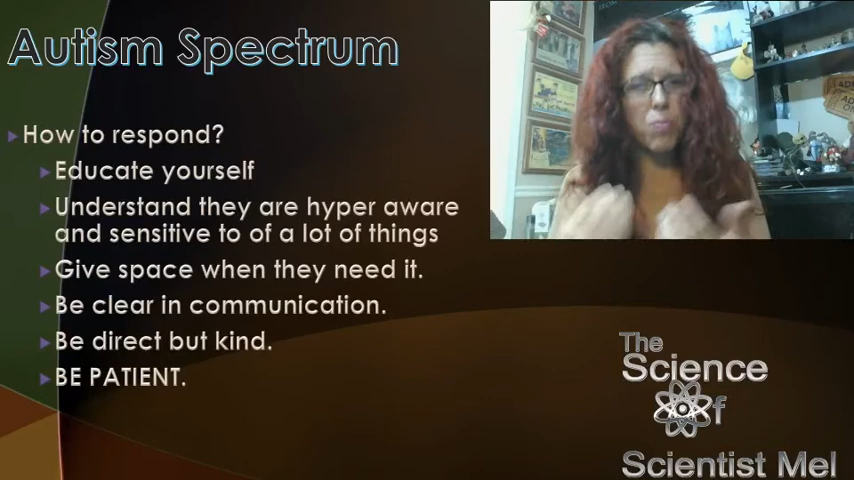 Autism Spectrum
How to respond?
Educate yourself
Understand they are hyper aware
and sensitive to of a lot of things
Give space when they need it.
Be clear in communication.
Be direct but kind.
BE PATIENT.
The
Science
Of
Scientist Mel